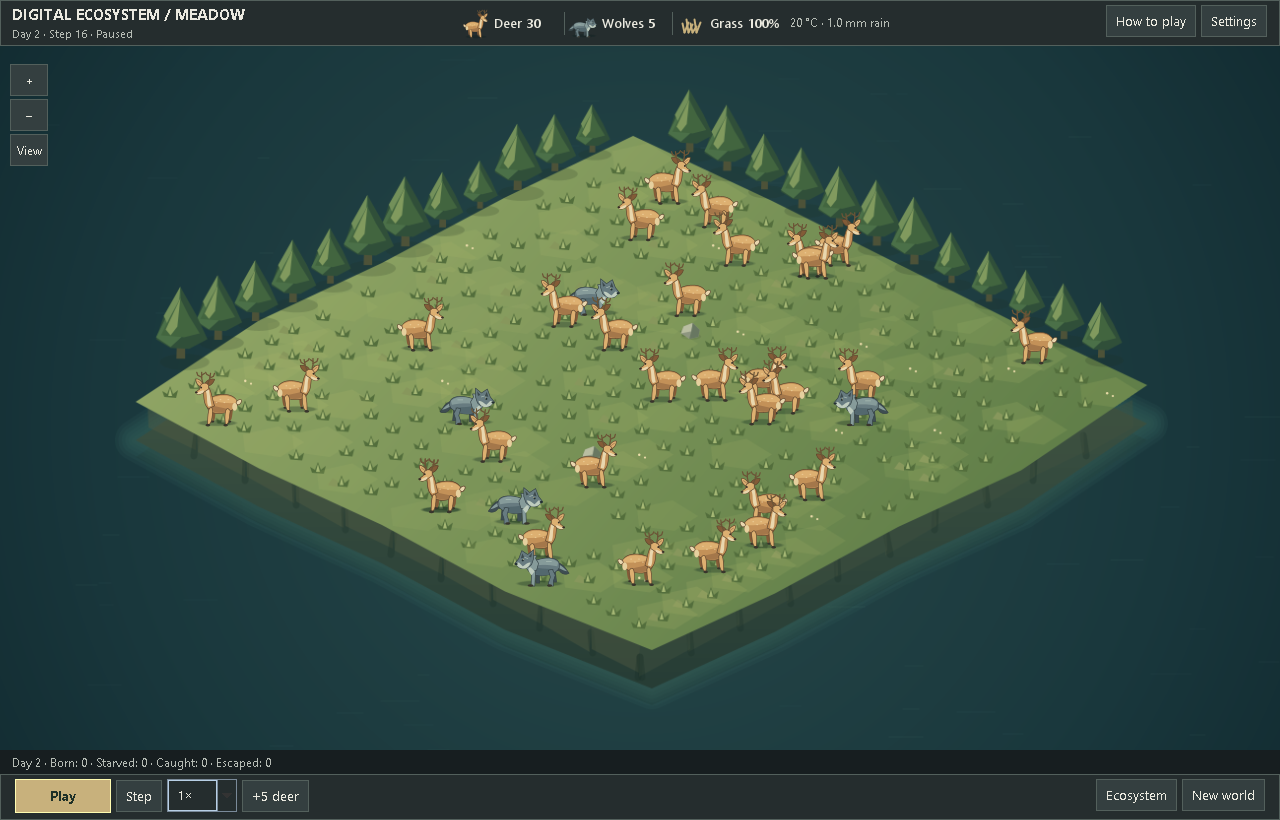 DIGITAL ECOSYSTEM / MEADOW
Day 2 · Step 16 · Paused
Deer 30
Wolves 5
Grass 100%
20 °C · 1.0 mm rain
How to play
Settings
+
−
View
Day 2 · Born: 0 · Starved: 0 · Caught: 0 · Escaped: 0
Play
Step
1×
+5 deer
Ecosystem
New world